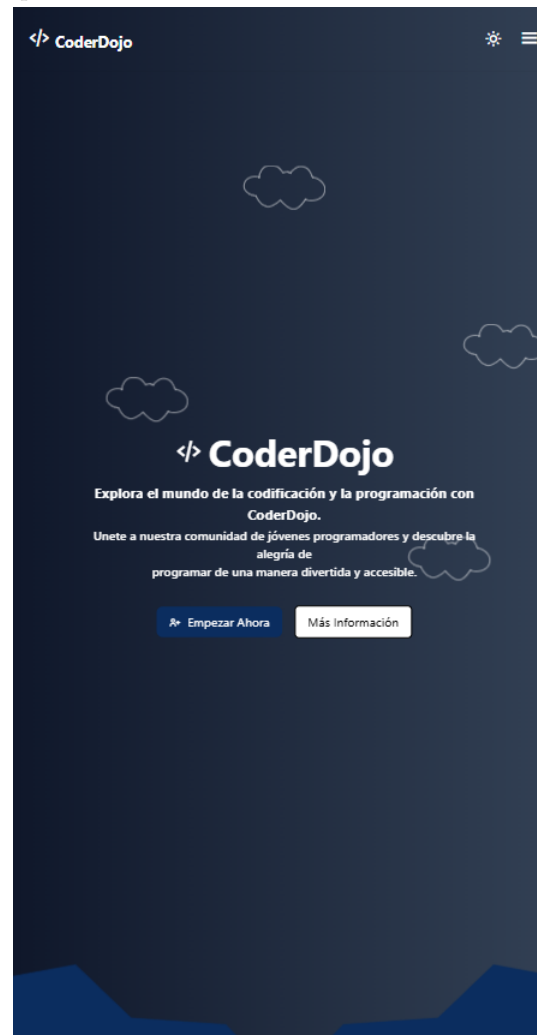 </> CoderDojo
</> CoderDojo
Explora el mundo de la codificación y la programación con
CoderDojo.
Unete a nuestra comunidad de jóvenes programadores y descubre la
alegría de
programar de una manera divertida y accesible.
Empezar Ahora
Más Información